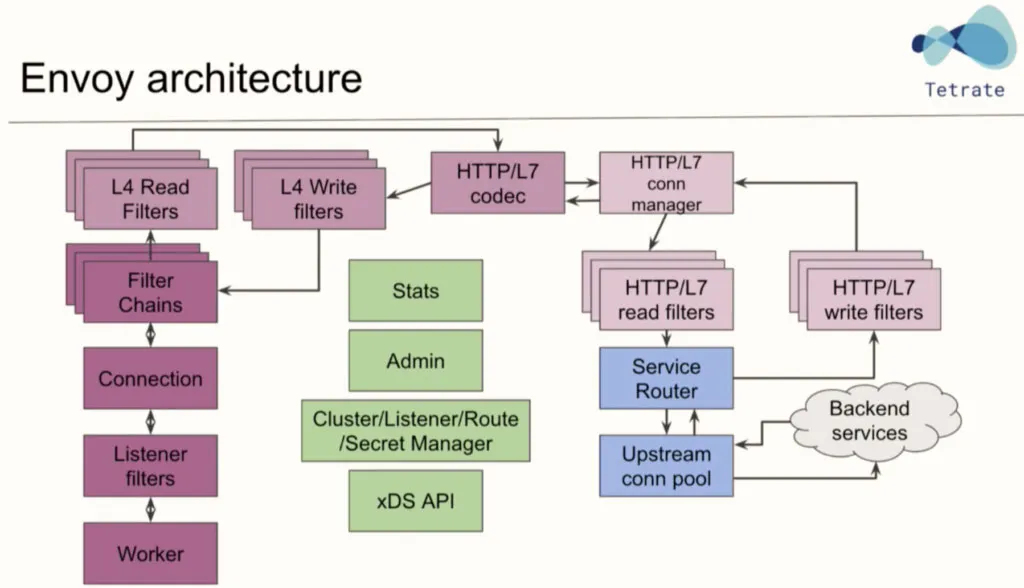 Envoy architecture
Tetrate
L4 Read
Filters
L4 Write
filters
HTTP/L7
codec
HTTP/L7
conn
manager
Filter
Chains
Stats
HTTP/L7
read filters
HTTP/L7
write filters
Connection
Admin
Service
Router
Cluster/Listener/Route
/Secret Manager
Backend
services
Listener
filters
xDS API
Upstream
conn pool
Worker